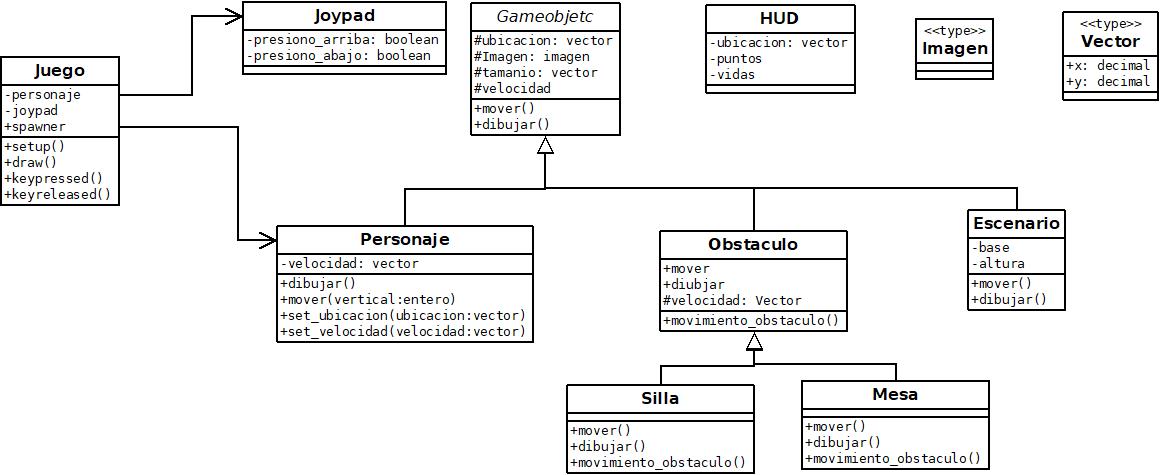 Juego
-personaje
-joypad
+spawner
+setup()
+draw()
+keypressed()
+keyreleased()
Joypad
-presiono_arriba: boolean
-presiono_abajo: boolean
Gameobjetc
#ubicacion: vector
#Imagen: imagen
#tamanio: vector
#velocidad
+mover()
+dibujar()
HUD
-ubicacion: vector
-puntos
-vidas
<<type>>
Imagen
<<type>>
Vector
+x: decimal
+y: decimal
Personaje
-velocidad: vector
+dibujar()
+mover(vertical:entero)
+set_ubicacion(ubicacion:vector)
+set_velocidad(velocidad:vector)
Obstaculo
+mover
+diubjar
#velocidad: Vector
+movimiento_obstaculo()
Escenario
-base
-altura
+mover()
+dibujar()
Silla
+mover()
+dibujar()
+movimiento_obstaculo()
Mesa
+mover()
+dibujar()
+movimiento_obstaculo()